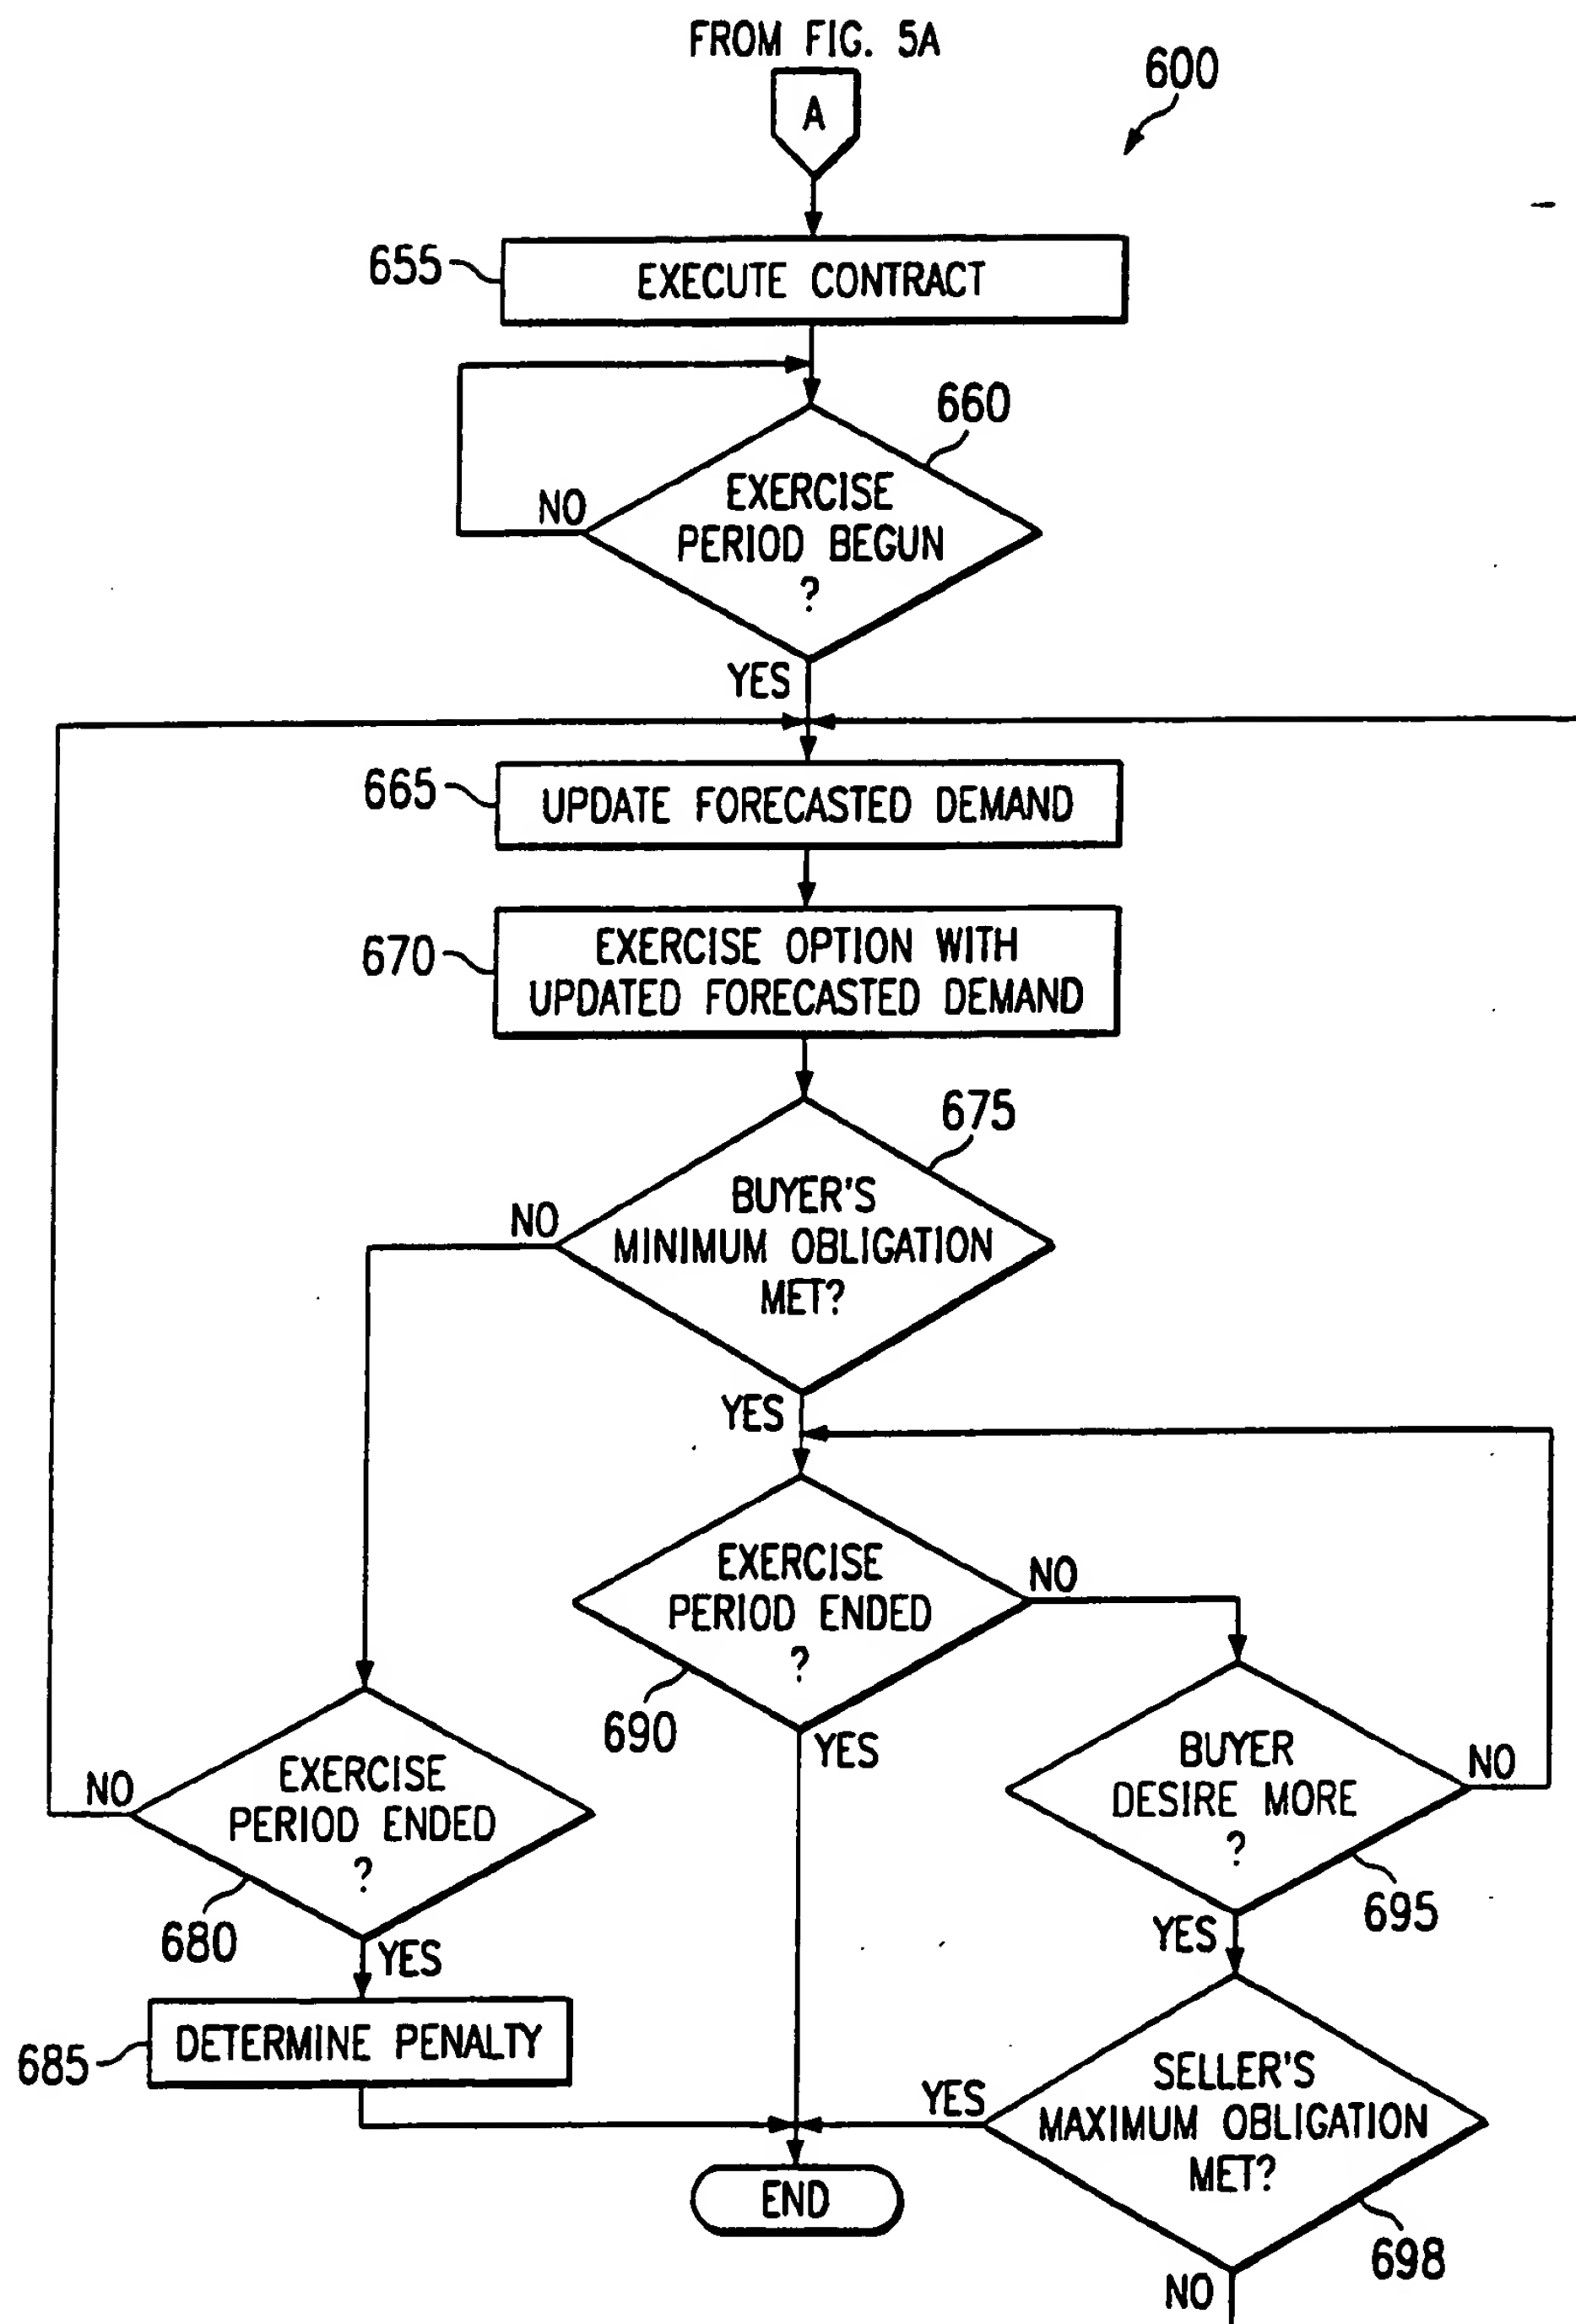 FROM FIG. 5A
A
600
655
EXECUTE CONTRACT
660
EXERCISE
PERIOD BEGUN
?
NO
YES
665
UPDATE FORECASTED DEMAND
670
EXERCISE OPTION WITH
UPDATED FORECASTED DEMAND
675
BUYER'S
MINIMUM OBLIGATION
MET?
NO
YES
EXERCISE
PERIOD ENDED
?
NO
690
YES
BUYER
DESIRE MORE
?
NO
695
YES
EXERCISE
PERIOD ENDED
?
NO
680
YES
685
DETERMINE PENALTY
SELLER'S
MAXIMUM OBLIGATION
MET?
YES
698
NO
END